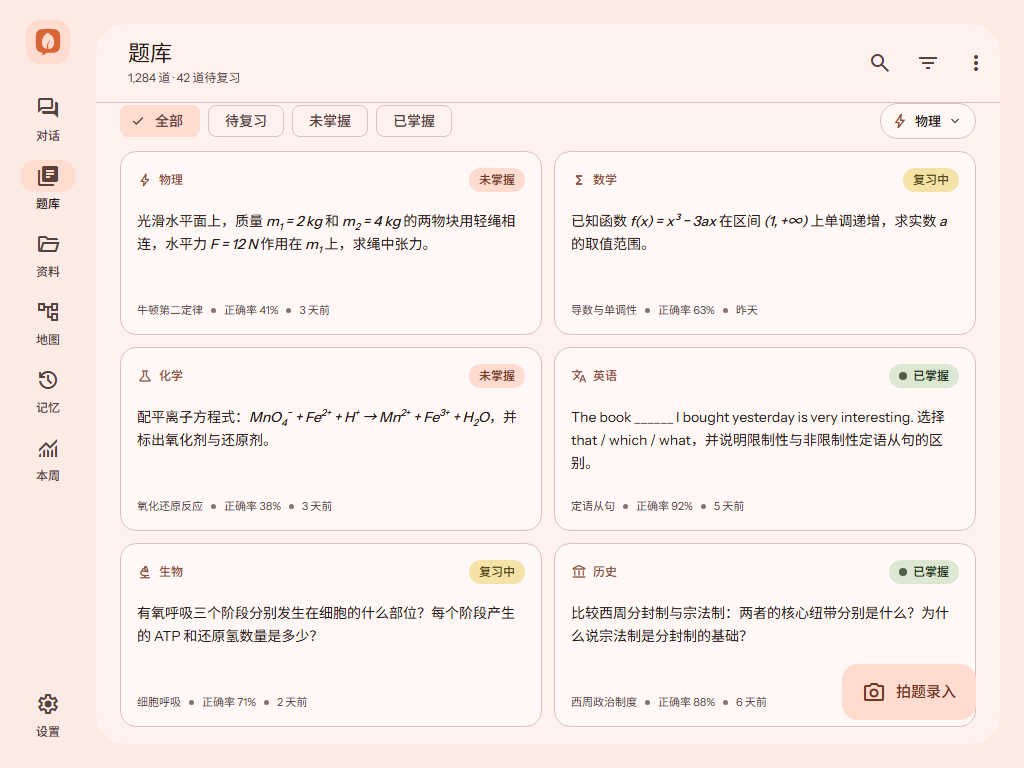 题库
1,284 道 · 42 道待复习
对话
题库
资料
地图
记忆
本周
设置
全部
待复习
未掌握
已掌握
物理
物理
未掌握
光滑水平面上，质量 m₁ = 2 kg 和 m₂ = 4 kg 的两物块用轻绳相
连，水平力 F = 12 N 作用在 m₁ 上，求绳中张力。
牛顿第二定律 • 正确率 41% • 3 天前
数学
复习中
已知函数 f(x) = x³ − 3ax 在区间 (1, +∞) 上单调递增，求实数 a
的取值范围。
导数与单调性 • 正确率 63% • 昨天
化学
未掌握
配平离子方程式：MnO₄⁻ + Fe²⁺ + H⁺ → Mn²⁺ + Fe³⁺ + H₂O，并
标出氧化剂与还原剂。
氧化还原反应 • 正确率 38% • 3 天前
英语
已掌握
The book ______ I bought yesterday is very interesting. 选择
that / which / what，并说明限制性与非限制性定语从句的区
别。
定语从句 • 正确率 92% • 5 天前
生物
复习中
有氧呼吸三个阶段分别发生在细胞的什么部位？每个阶段产生
的 ATP 和还原氢数量是多少？
细胞呼吸 • 正确率 71% • 2 天前
历史
已掌握
比较西周分封制与宗法制：两者的核心纽带分别是什么？为什
么说宗法制是分封制的基础？
西周政治制度 • 正确率 88% • 6 天前
拍题录入